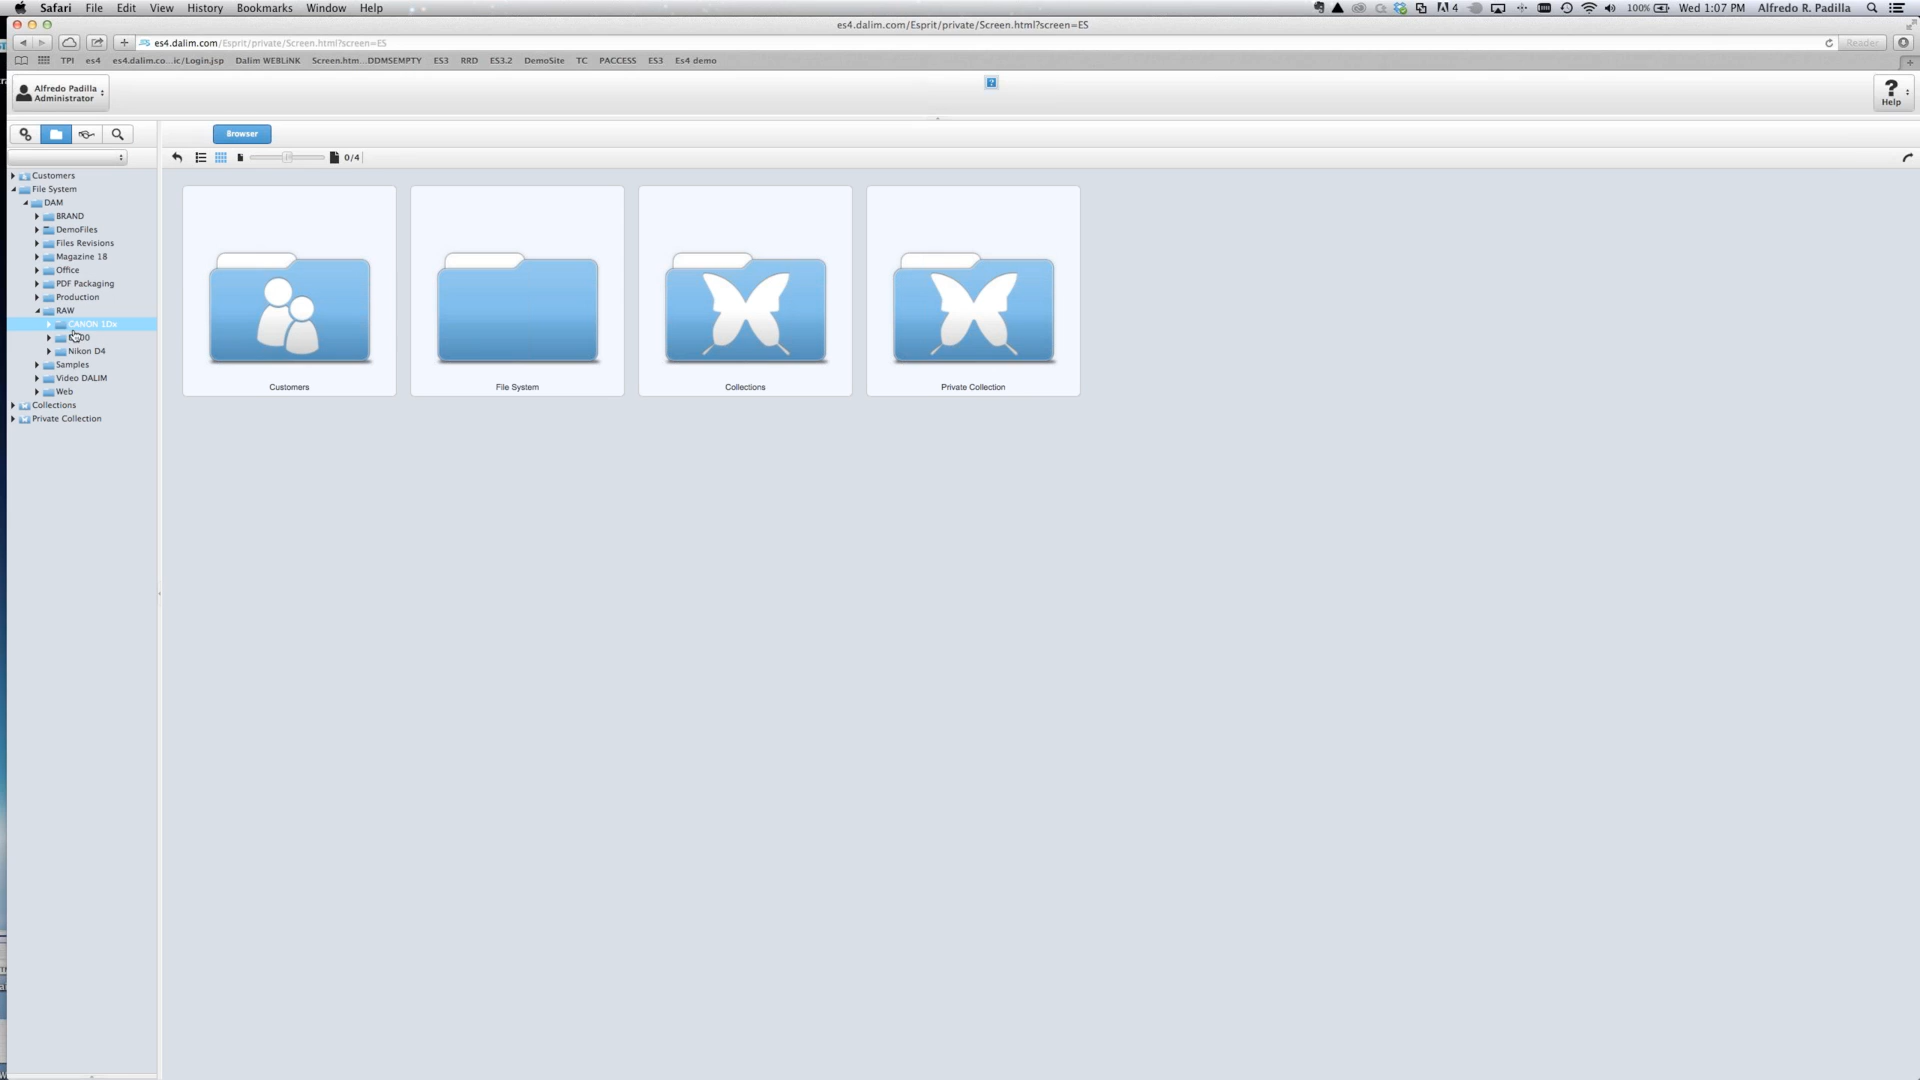 Safari File Edit View History Bookmarks Window Help 4 100% Wed 1:07 PM Alfredo R. Padilla
es4.dalim.com/Esprit/private/Screen.html?screen=ES
es4.dalim.com/Esprit/private/Screen.html?screen=ES Reader
TPI es4 es4.dalim.co...ic/Login.jsp Dalim WEBLiNK Screen.htm...DDMSEMPTY ES3 RRD ES3.2 DemoSite TC PACCESS ES3 Es4 demo
Alfredo Padilla
Administrator
?
Help
Browser
0/4
Customers
File System
DAM
BRAND
DemoFiles
Files Revisions
Magazine 18
Office
PDF Packaging
Production
RAW
CANON 1Dx
Nikon D4
Samples
Video DALIM
Web
Collections
Private Collection
Customers
File System
Collections
Private Collection